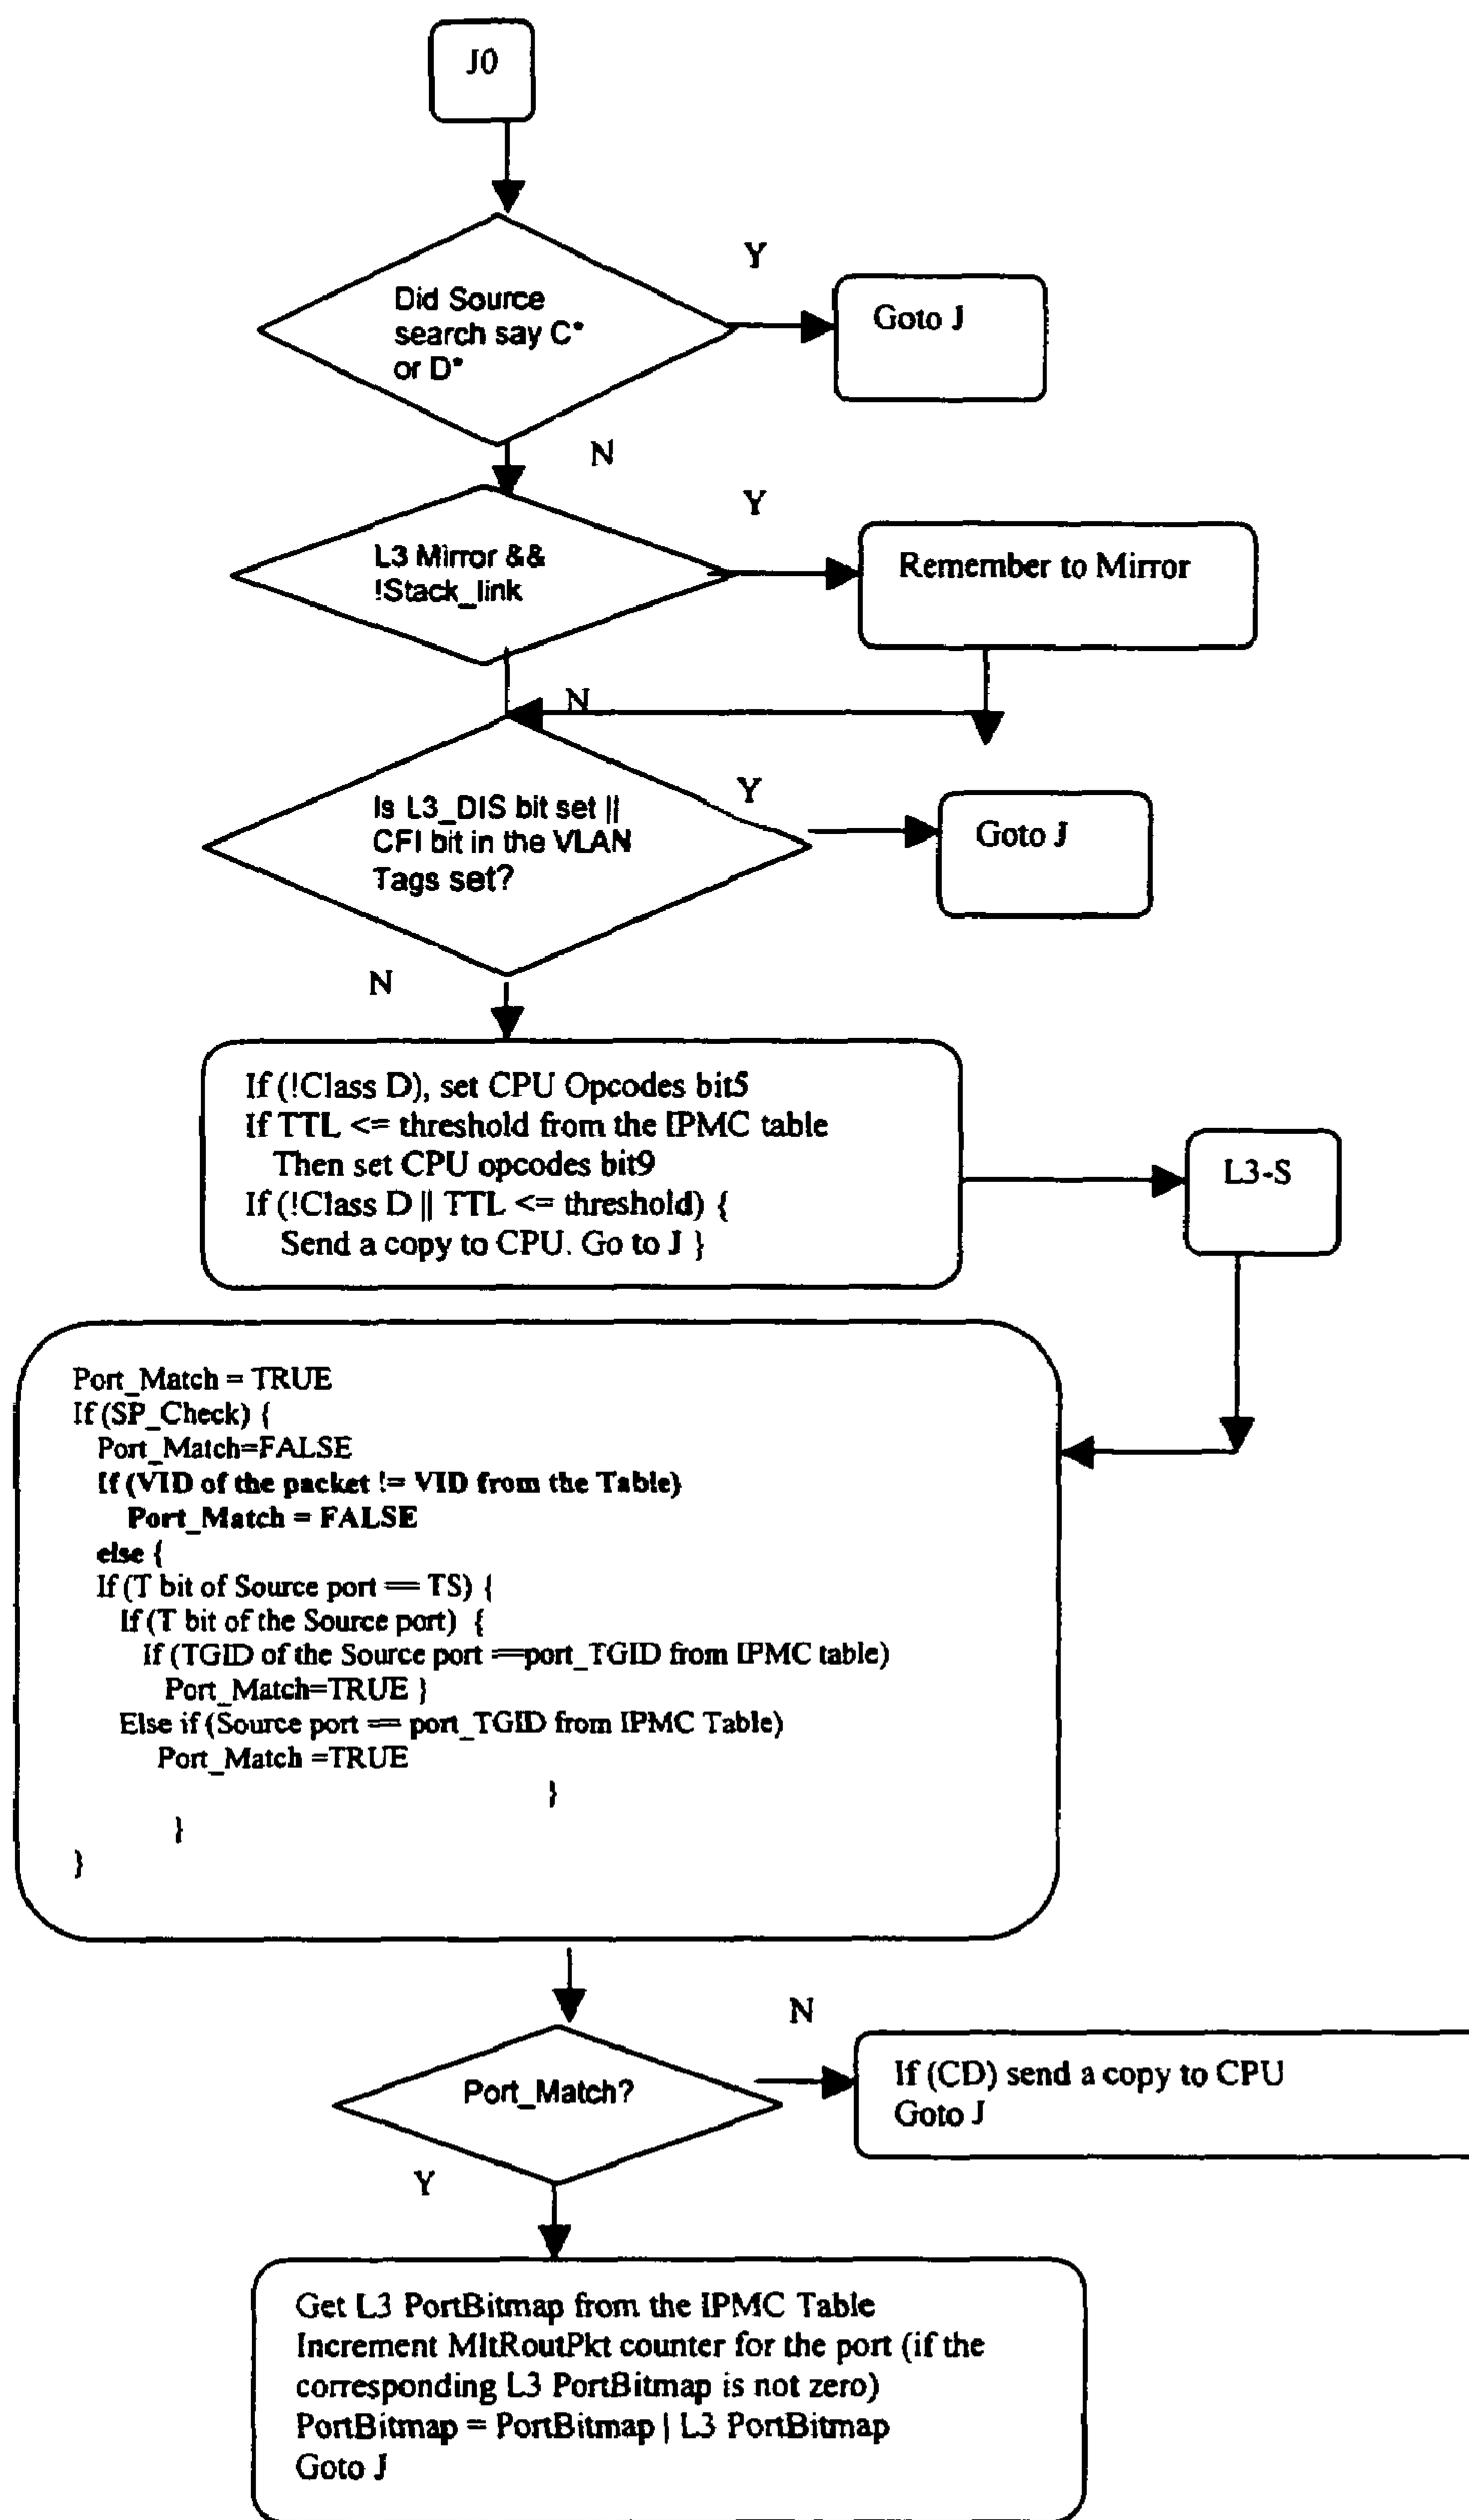 J0
Did Source
search say C*
or D*
Y
Goto J
N
L3 Mirror &&
!Stack_link
Y
Remember to Mirror
N
Is L3_DIS bit set ||
CFI bit in the VLAN
Tags set?
Y
Goto J
N
If (!Class D), set CPU Opcodes bit5
If TTL <= threshold from the IPMC table
Then set CPU opcodes bit9
If (!Class D || TTL <= threshold) {
Send a copy to CPU. Go to J }
L3-S
Port_Match = TRUE
If (SP_Check) {
Port_Match=FALSE
If (VID of the packet != VID from the Table)
Port_Match = FALSE
else {
If (T bit of Source port == TS) {
If (T bit of the Source port) {
If (TGID of the Source port ==port_TGID from IPMC table)
Port_Match=TRUE }
Else if (Source port == port_TGID from IPMC Table)
Port_Match =TRUE
}
}
}
Port_Match?
N
If (CD) send a copy to CPU
Goto J
Y
Get L3 PortBitmap from the IPMC Table
Increment MltRoutPkt counter for the port (if the
corresponding L3 PortBitmap is not zero)
PortBitmap = PortBitmap | L3 PortBitmap
Goto J